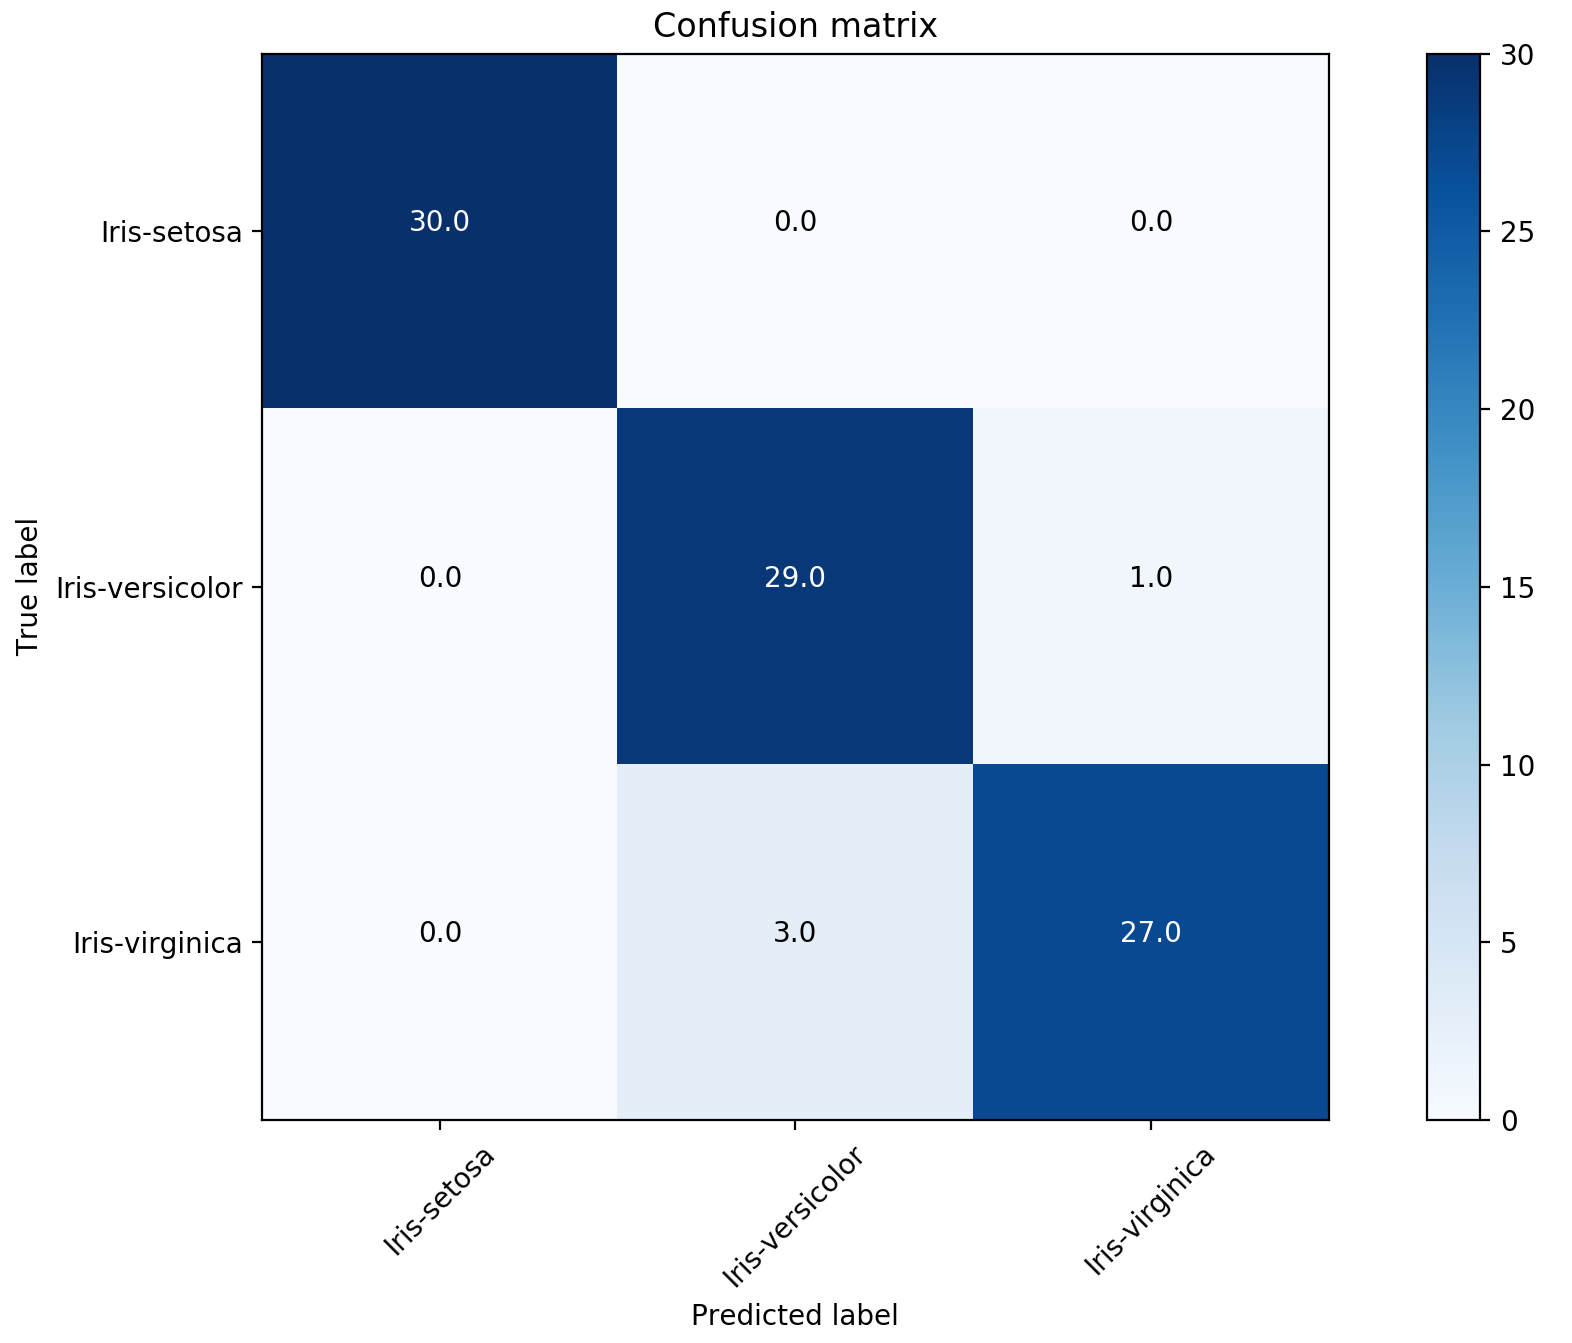 Confusion matrix
Iris-setosa
30.0 0.0 0.0
Iris-versicolor
0.0 29.0 1.0
Iris-virginica
0.0 3.0 27.0
True label
Iris-setosa Iris-versicolor Iris-virginica
Predicted label
30
25
20
15
10
5
0